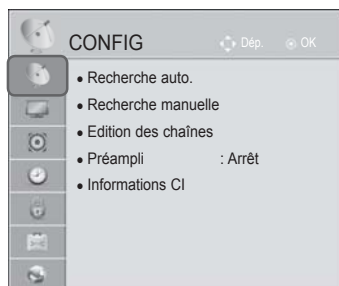 CONFIG Dép. OK
• Recherche auto.
• Recherche manuelle
• Edition des chaînes
• Préampli : Arrêt
• Informations CI